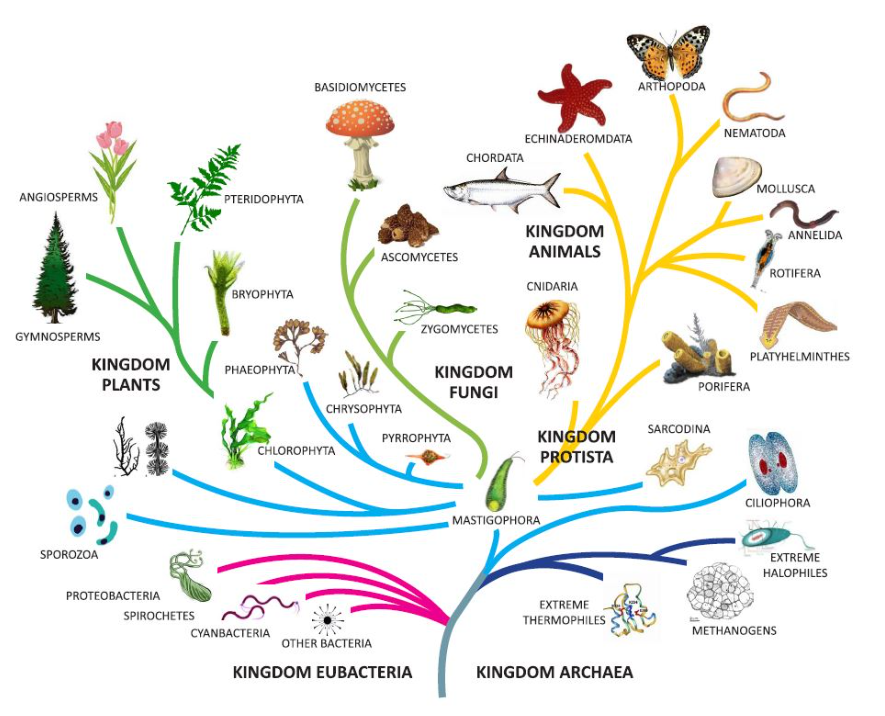 BASIDIOMYCETES
ARTHOPODA
ECHINADEROMDATA
NEMATODA
CHORDATA
MOLLUSCA
ANGIOSPERMS
PTERIDOPHYTA
KINGDOM
ANIMALS
ANNELIDA
ASCOMYCETES
ROTIFERA
CNIDARIA
BRYOPHYTA
ZYGOMETES
GYMNOSPERMS
PLATYHELMINTHES
KINGDOM
PLANTS
PHAEOPHYTA
KINGDOM
FUNGI
PORIFERA
CHRYSOPHYTA
SARCODINA
PYRROPHYTA
KINGDOM
PROTISTA
CHLOROPHYTA
CILIOPHORA
MASTIGOPHORA
SPOROZOA
EXTREME
HALOPHILES
PROTEOBACTERIA
SPIROCHETES
EXTREME
THERMOPHILES
CYANBACTERIA
METHANOGENS
OTHER BACTERIA
KINGDOM EUBACTERIA
KINGDOM ARCHAEA